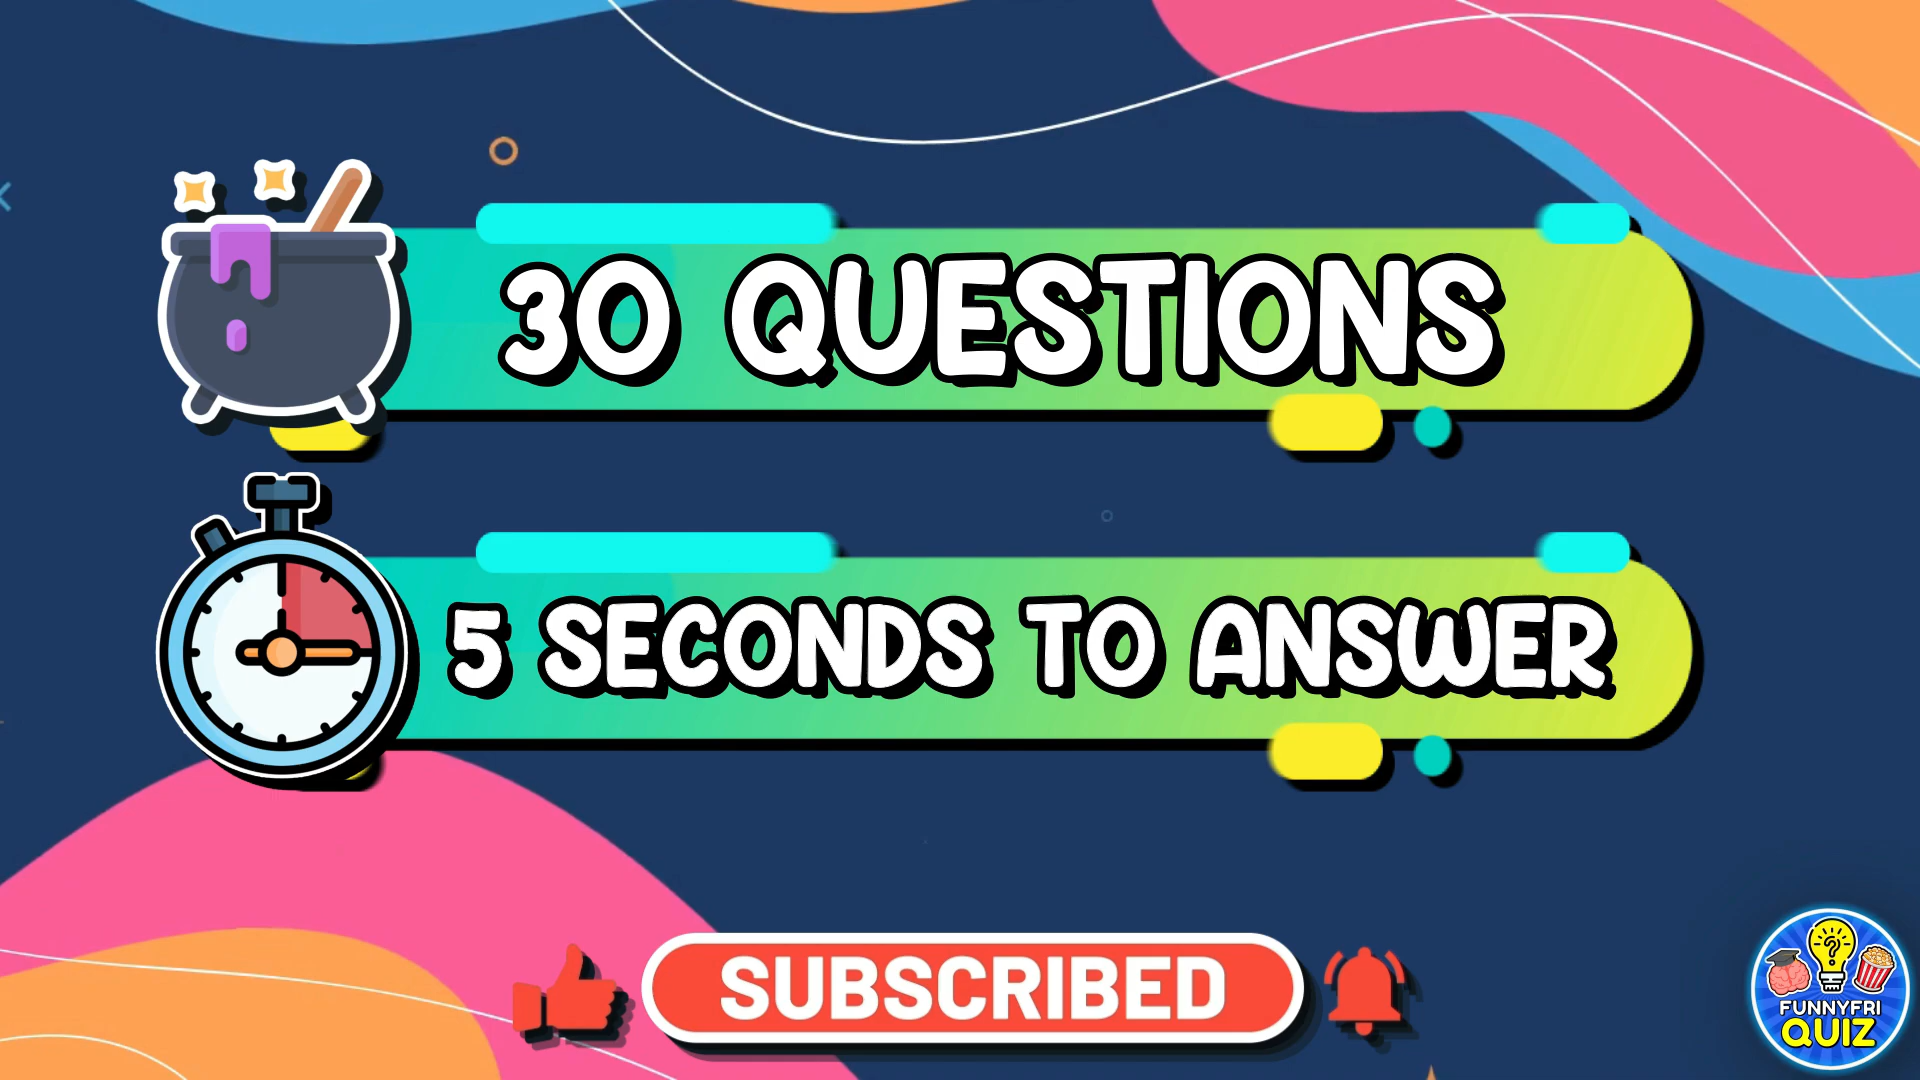 30 QUESTIONS
5 SECONDS TO ANSWER
SUBSCRIBED
FUNNYFRI
QUIZ